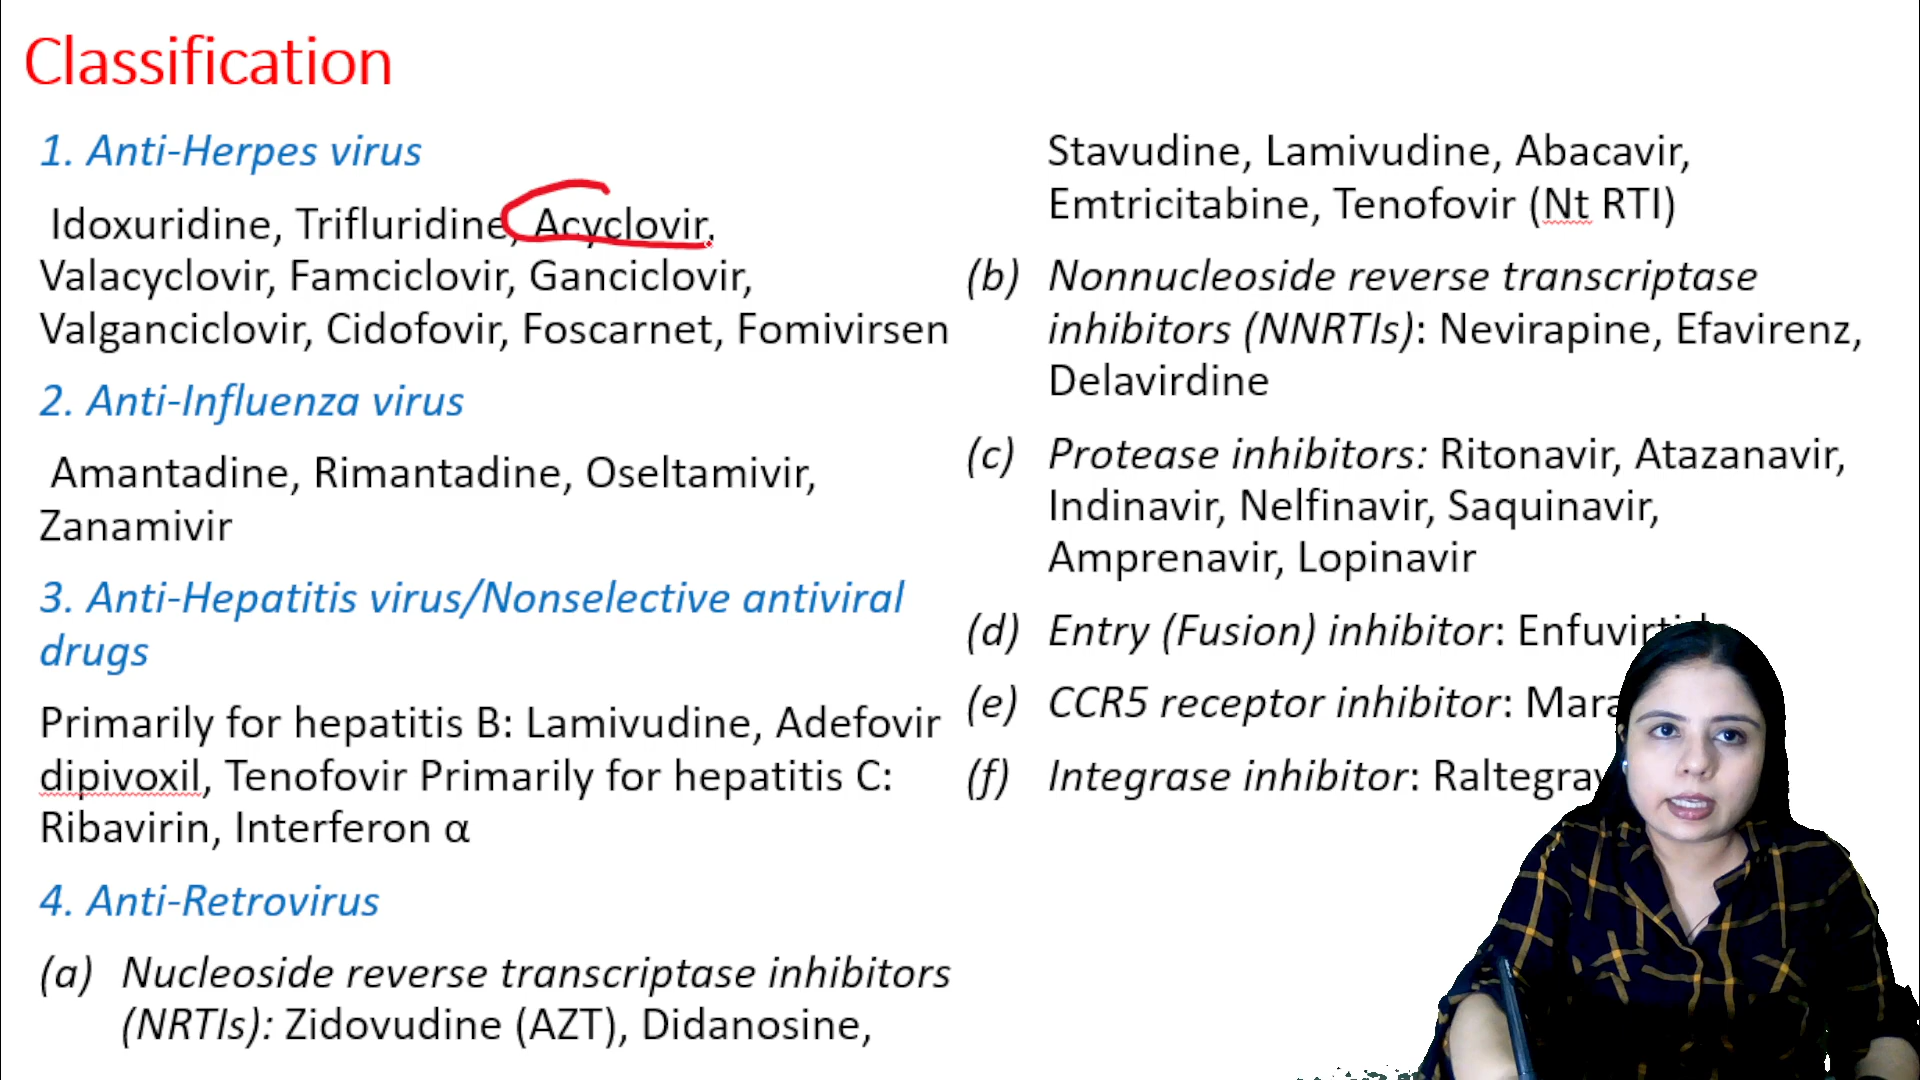 Classification
1. Anti-Herpes virus
Idoxuridine, Trifluridine, Acyclovir,
Valacyclovir, Famciclovir, Ganciclovir,
Valganciclovir, Cidofovir, Foscarnet, Fomivirsen
2. Anti-Influenza virus
Amantadine, Rimantadine, Oseltamivir,
Zanamivir
3. Anti-Hepatitis virus/Nonselective antiviral
drugs
Primarily for hepatitis B: Lamivudine, Adefovir
dipivoxil, Tenofovir Primarily for hepatitis C:
Ribavirin, Interferon α
4. Anti-Retrovirus
(a) Nucleoside reverse transcriptase inhibitors
(NRTIs): Zidovudine (AZT), Didanosine,
Stavudine, Lamivudine, Abacavir,
Emtricitabine, Tenofovir (Nt RTI)
(b) Nonnucleoside reverse transcriptase
inhibitors (NNRTIs): Nevirapine, Efavirenz,
Delavirdine
(c) Protease inhibitors: Ritonavir, Atazanavir,
Indinavir, Nelfinavir, Saquinavir,
Amprenavir, Lopinavir
(d) Entry (Fusion) inhibitor:
(e) CCR5 receptor inhibitor:
(f) Integrase inhibitor: